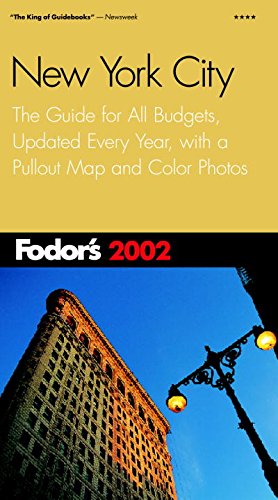 “The King of Guidebooks” — Newsweek ★★★★
New York City
The Guide for All Budgets,
Updated Every Year, with a
Pullout Map and Color Photos
Fodor's 2002